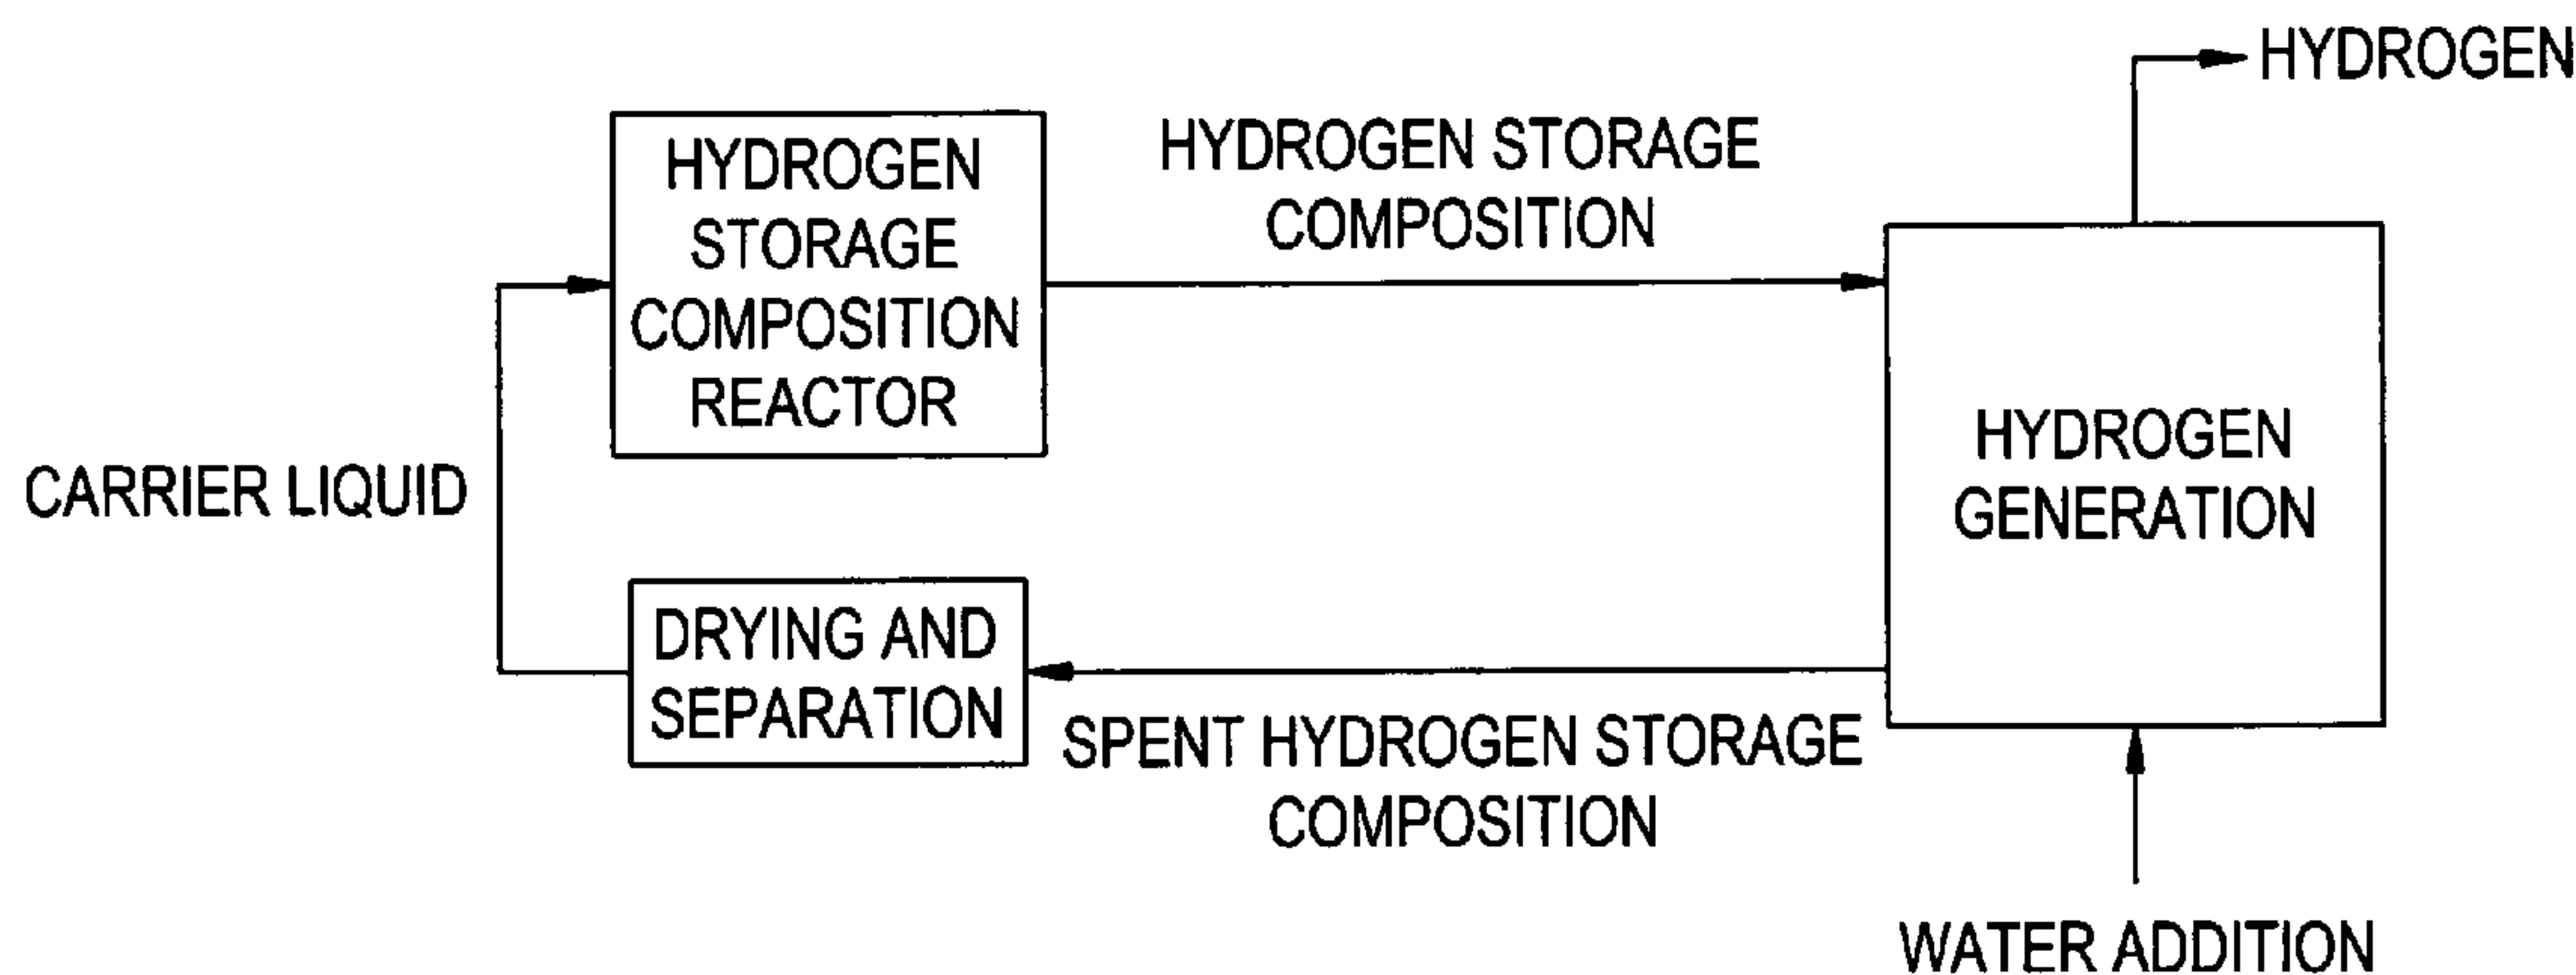 HYDROGEN
HYDROGEN
STORAGE
COMPOSITION
REACTOR
HYDROGEN STORAGE
COMPOSITION
HYDROGEN
GENERATION
CARRIER LIQUID
DRYING AND
SEPARATION
SPENT HYDROGEN STORAGE
COMPOSITION
WATER ADDITION